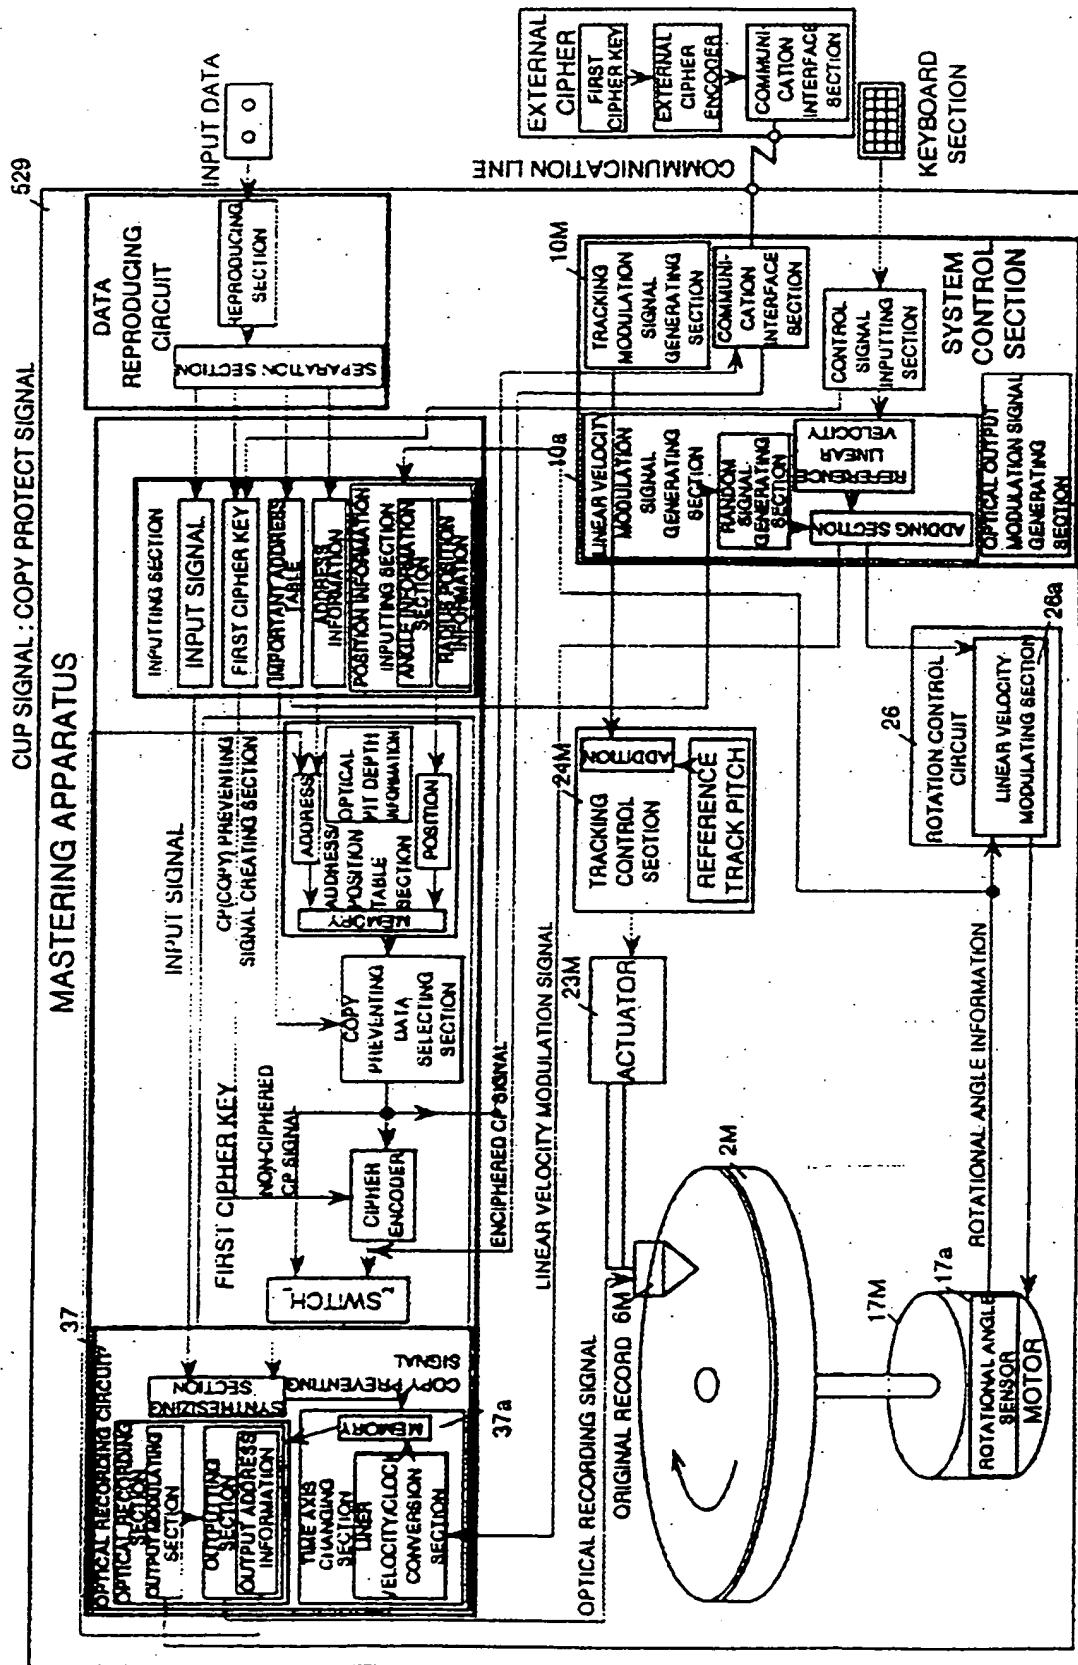 529
CUP SIGNAL : COPY PROTECT SIGNAL
MASTERING APPARATUS
INPUT DATA
DATA
REPRODUCING
CIRCUIT
REPRODUCING
SECTION
SEPARATION SECTION
EXTERNAL
CIPHER
FIRST
CIPHER KEY
EXTERNAL
CIPHER
ENCODER
COMMUNI-
CATION
INTERFACE
SECTION
COMMUNICATION LINE
KEYBOARD
SECTION
INPUTTING SECTION
INPUT SIGNAL
FIRST CIPHER KEY
IMPORTANT ADDRESS
TABLE
ADDRESS
INFORMATION
POSITION INFORMATION
INPUTTING SECTION
ANGLE INFORMATION
SECTION
RADIUS POSITION
INFORMATION
10M
TRACKING
MODULATION
SIGNAL
GENERATING
SECTION
COMMUNI-
CATION
INTERFACE
SECTION
CONTROL
SIGNAL
INPUTTING
SECTION
SYSTEM
CONTROL
SECTION
10a
LINEAR VELOCITY
MODULATION
SIGNAL
GENERATING
SECTION
RANDOM
SIGNAL
GENERATING
SECTION
REFERENCE
LINEAR
VELOCITY
ADDING SECTION
OPTICAL OUTPUT
MODULATION SIGNAL
GENERATING
SECTION
INPUT SIGNAL
CP(COPY) PREVENTING
SIGNAL CREATING SECTION
ADDRESS
OPTICAL
PIT DEPTH
INFORMATION
ADDRESS/
POSITION
TABLE
SECTION
POSITION
MEMORY
COPY
PREVENTING
DATA
SELECTING
SECTION
FIRST CIPHER KEY
NON-CIPHERED
CP SIGNAL
CIPHER
ENCODER
ENCIPHERED CP SIGNAL
1 2
SWITCH
LINEAR VELOCITY MODULATION SIGNAL
24M
ADDITION
TRACKING
CONTROL
SECTION
REFERENCE
TRACK PITCH
23M
ACTUATOR
26
ROTATION CONTROL
CIRCUIT
26a
LINEAR VELOCITY
MODULATING SECTION
37
OPTICAL RECORDING CIRCUIT
OPTICAL RECORDING
SECTION
OUTPUT MODULATING
SECTION
OUTPUTING
SECTION
OUTPUT ADDRESS
INFORMATION
SYNTHESIZING
SECTION
COPY PREVENTING
SIGNAL
37a
MEMORY
TIME AXIS
CHANGING
SECTION
LINER
VELOCITY/CLOCK
CONVERSION
SECTION
OPTICAL RECORDING SIGNAL
ORIGINAL RECORD 6M
2M
ROTATIONAL ANGLE INFORMATION
17M
17a
ROTATIONAL ANGLE
SENSOR
MOTOR